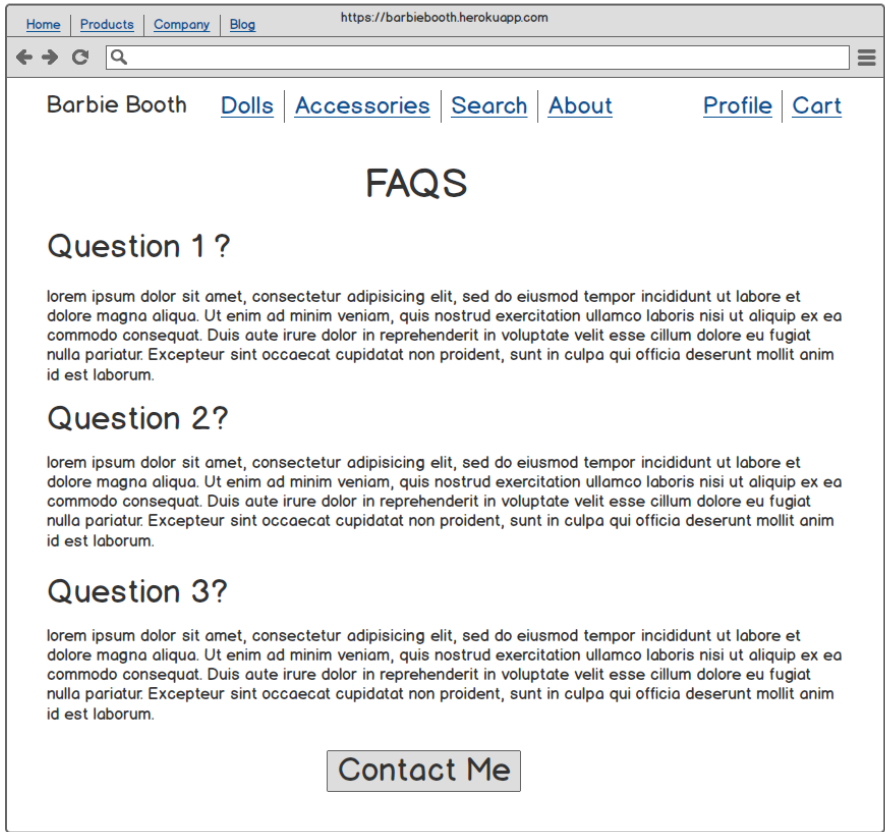 Home Products Company Blog https://barbiebooth.herokuapp.com
Barbie Booth Dolls Accessories Search About Profile Cart
FAQS
Question 1 ?
lorem ipsum dolor sit amet, consectetur adipisicing elit, sed do eiusmod tempor incididunt ut labore et
dolore magna aliqua. Ut enim ad minim veniam, quis nostrud exercitation ullamco laboris nisi ut aliquip ex ea
commodo consequat. Duis aute irure dolor in reprehenderit in voluptate velit esse cillum dolore eu fugiat
nulla pariatur. Excepteur sint occaecat cupidatat non proident, sunt in culpa qui officia deserunt mollit anim
id est laborum.
Question 2?
lorem ipsum dolor sit amet, consectetur adipisicing elit, sed do eiusmod tempor incididunt ut labore et
dolore magna aliqua. Ut enim ad minim veniam, quis nostrud exercitation ullamco laboris nisi ut aliquip ex ea
commodo consequat. Duis aute irure dolor in reprehenderit in voluptate velit esse cillum dolore eu fugiat
nulla pariatur. Excepteur sint occaecat cupidatat non proident, sunt in culpa qui officia deserunt mollit anim
id est laborum.
Question 3?
lorem ipsum dolor sit amet, consectetur adipisicing elit, sed do eiusmod tempor incididunt ut labore et
dolore magna aliqua. Ut enim ad minim veniam, quis nostrud exercitation ullamco laboris nisi ut aliquip ex ea
commodo consequat. Duis aute irure dolor in reprehenderit in voluptate velit esse cillum dolore eu fugiat
nulla pariatur. Excepteur sint occaecat cupidatat non proident, sunt in culpa qui officia deserunt mollit anim
id est laborum.
Contact Me